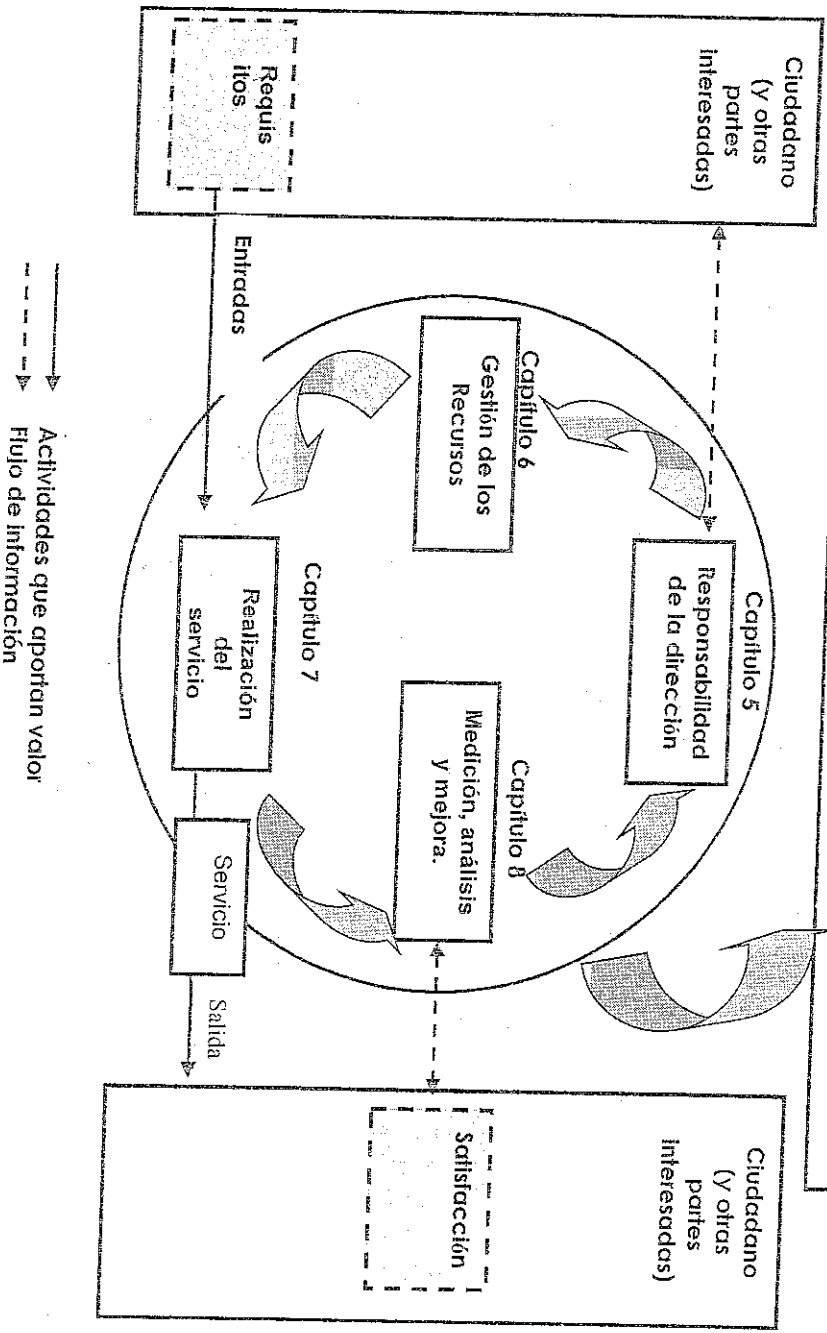 Ciudadano
(y otras
partes
interesadas)
Requis
itos
Entradas
Capítulo 5
Responsabilidad
de la dirección
Capítulo 6
Gestión de los
Recursos
Capítulo 8
Medición, análisis
y mejora.
Capítulo 7
Realización
del
servicio
Servicio
Salida
Ciudadano
(y otras
partes
interesadas)
Satisfacción
Actividades que aportan valor
Flujo de información